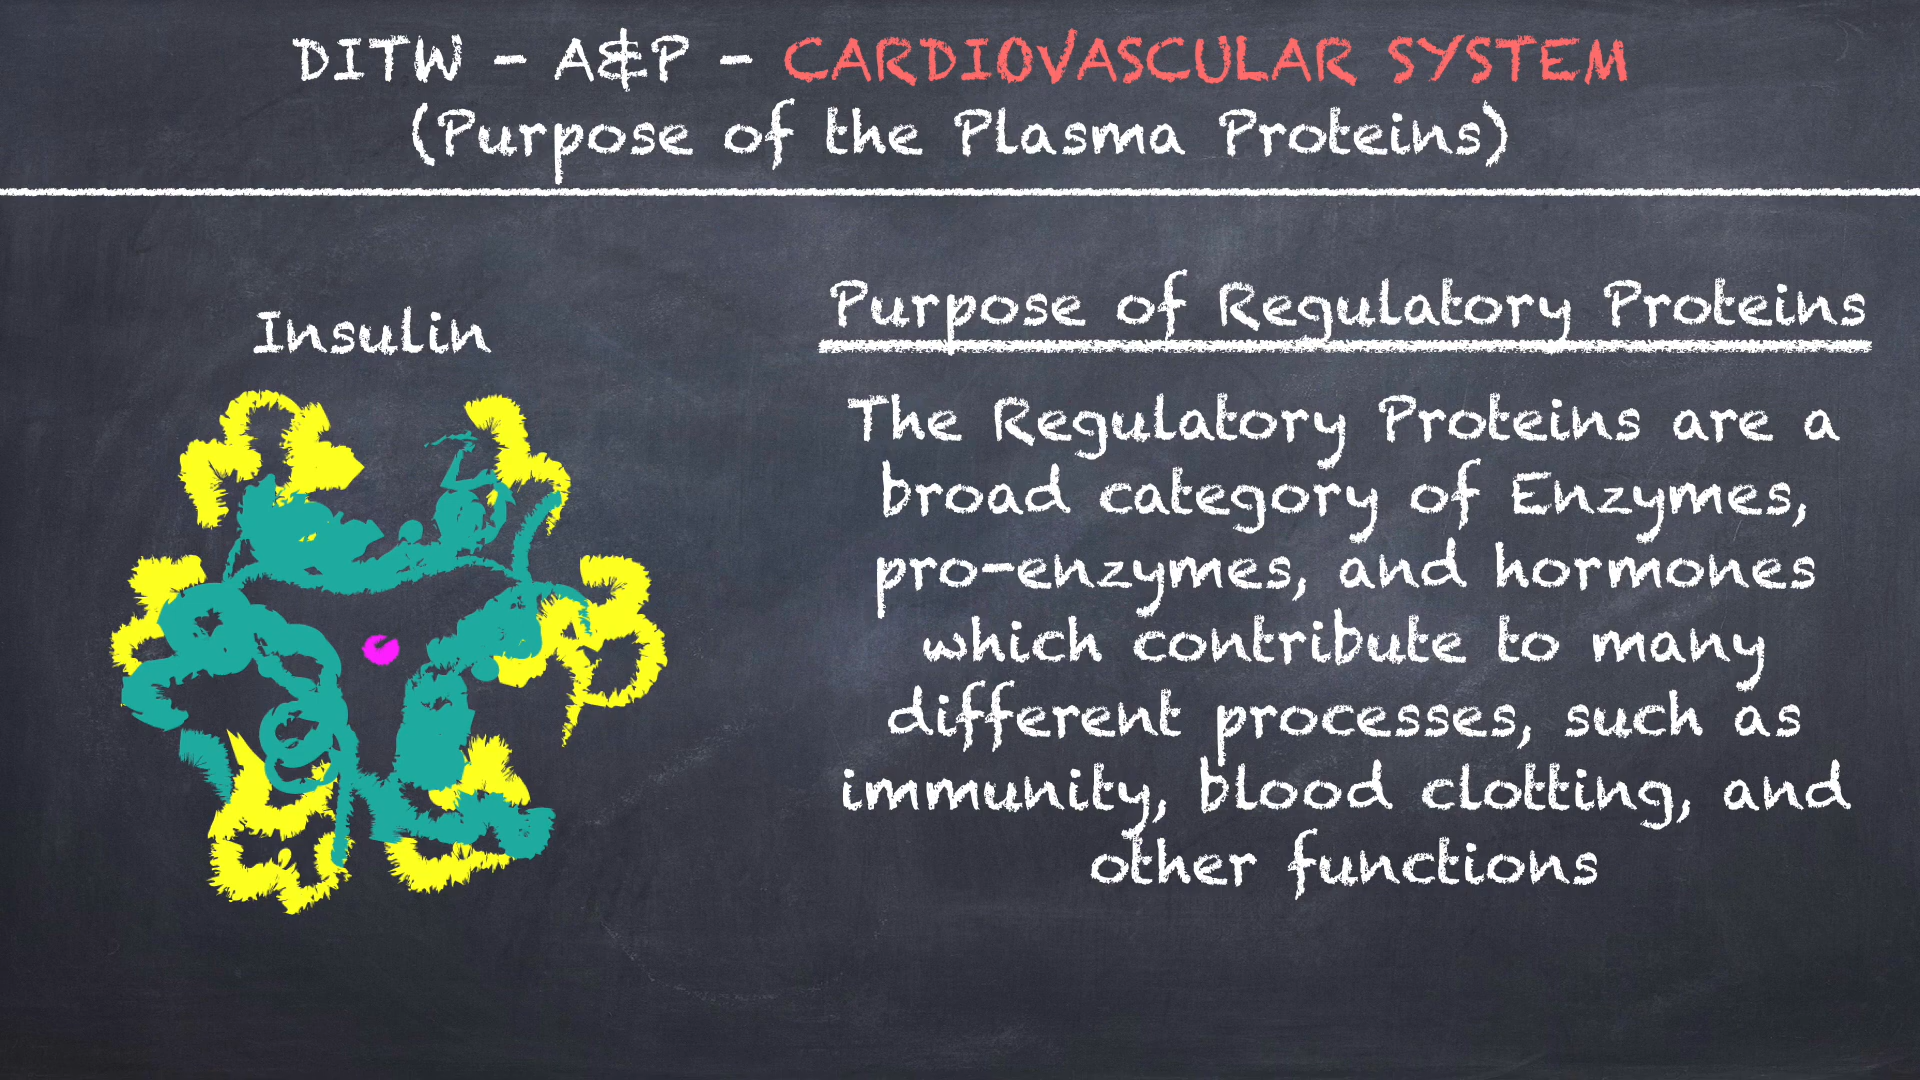 DITW - A&P - CARDIOVASCULAR SYSTEM
(Purpose of the Plasma Proteins)
Insulin
Purpose of Regulatory Proteins
The Regulatory Proteins are a
broad category of Enzymes,
pro-enzymes, and hormones
which contribute to many
different processes, such as
immunity, blood clotting, and
other functions